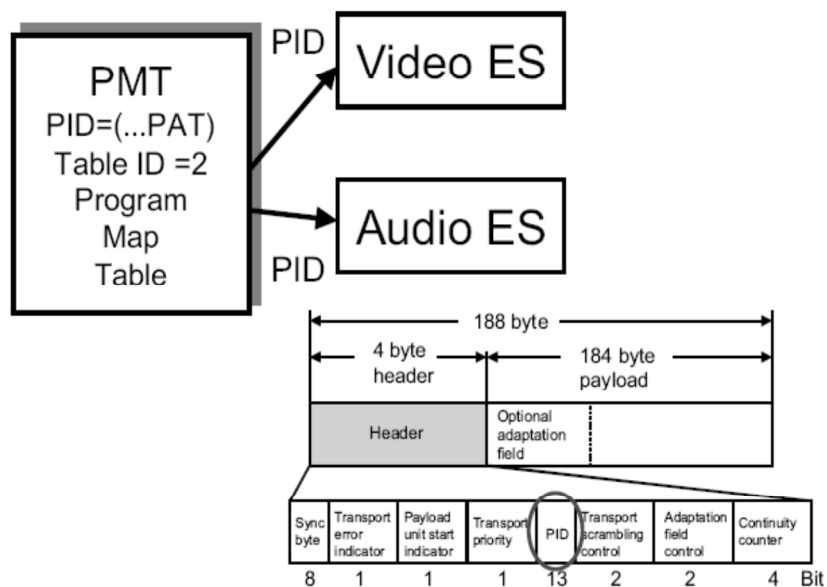 PMT
PID=(...PAT)
Table ID =2
Program
Map
Table
PID
Video ES
Audio ES
PID
188 byte
4 byte
header
184 byte
payload
Header
Optional
adaptation
field
Sync
byte
Transport
error
indicator
Payload
unit start
indicator
Transport
priority
PID
Transport
scrambling
control
Adaptation
field
control
Continuity
counter
8 1 1 1 13 2 2 4 Bit